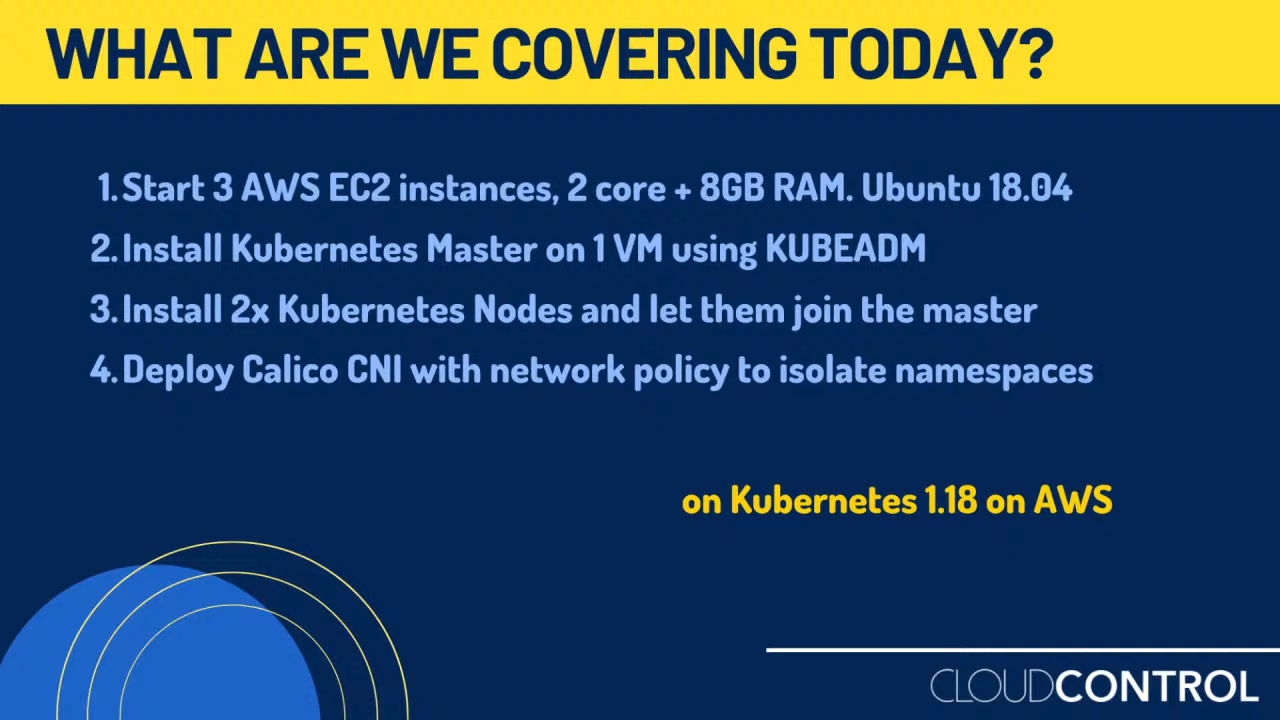 WHAT ARE WE COVERING TODAY?
1. Start 3 AWS EC2 instances, 2 core + 8GB RAM. Ubuntu 18.04
2. Install Kubernetes Master on 1 VM using KUBEADM
3. Install 2x Kubernetes Nodes and let them join the master
4. Deploy Calico CNI with network policy to isolate namespaces
on Kubernetes 1.18 on AWS
CLOUDCONTROL